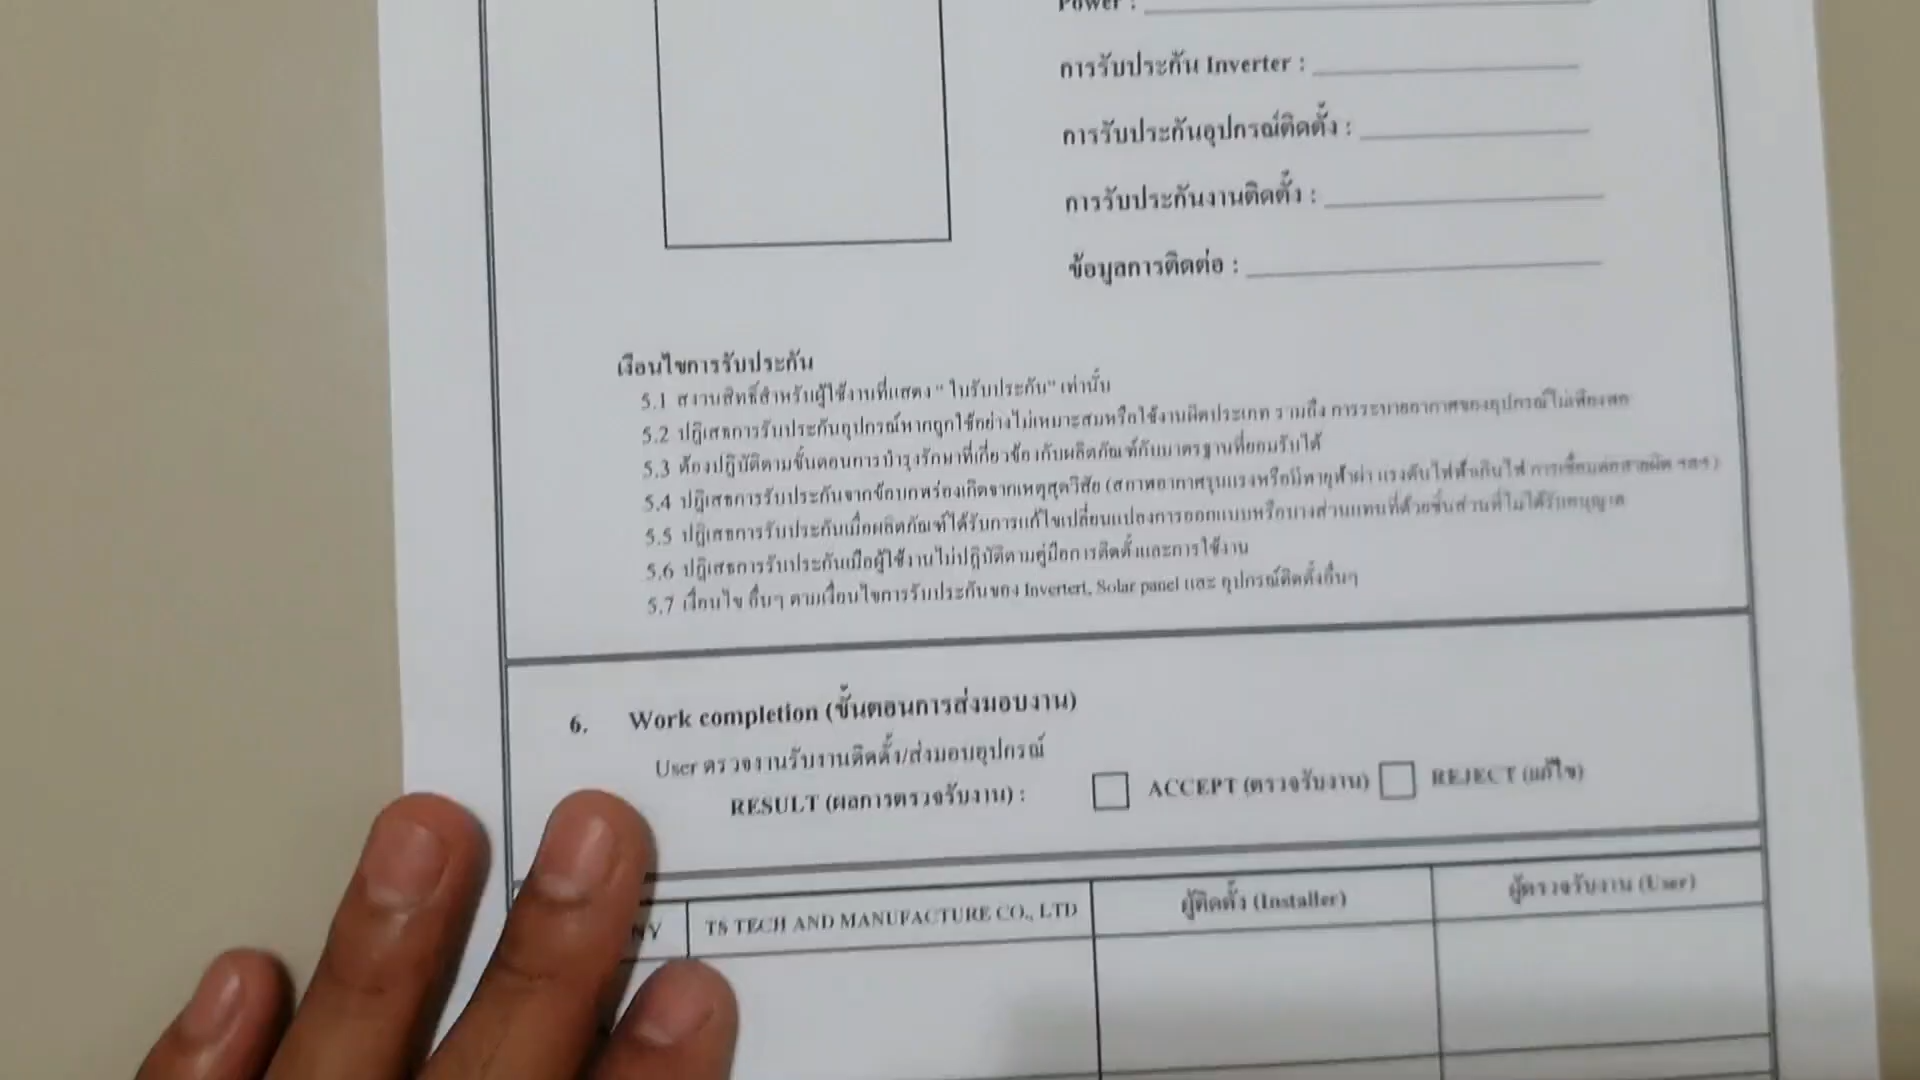 Power :
การรับประกัน Inverter :
การรับประกันอุปกรณ์ติดตั้ง :
การรับประกันงานติดตั้ง :
ข้อมูลการติดต่อ :
เงื่อนไขการรับประกัน
5.1 สงวนสิทธิ์สำหรับผู้ใช้งานที่แสดง “ ใบรับประกัน” เท่านั้น
5.2 ปฏิเสธการรับประกันอุปกรณ์หากถูกใช้อย่างไม่เหมาะสมหรือใช้งานผิดประเภท รวมถึง การระบายอากาศของอุปกรณ์ไม่เพียงพอ
5.3 ต้องปฏิบัติตามขั้นตอนการบำรุงรักษาที่เกี่ยวข้องกับผลิตภัณฑ์กับมาตรฐานที่ยอมรับได้
5.4 ปฏิเสธการรับประกันจากข้อบกพร่องเกิดจากเหตุสุดวิสัย (สภาพอากาศรุนแรงหรือมีพายุฟ้าผ่า แรงดันไฟฟ้าเกินไฟ การเชื่อมต่อสายผิด ฯลฯ)
5.5 ปฏิเสธการรับประกันเมื่อผลิตภัณฑ์ได้รับการแก้ไขเปลี่ยนแปลงการออกแบบหรือบางส่วนแทนที่ด้วยชิ้นส่วนที่ไม่ได้รับอนุญาต
5.6 ปฏิเสธการรับประกันเมื่อผู้ใช้งานไม่ปฏิบัติตามคู่มือการติดตั้งและการใช้งาน
5.7 เงื่อนไข อื่นๆ ตามเงื่อนไขการรับประกันของ Invertert, Solar panel และ อุปกรณ์ติดตั้งอื่นๆ
6. Work completion (ขั้นตอนการส่งมอบงาน)
User ตรวจงานรับงานติดตั้ง/ส่งมอบอุปกรณ์
RESULT (ผลการตรวจรับงาน) : ACCEPT (ตรวจรับงาน) REJECT (แก้ไข)
NY TS TECH AND MANUFACTURE CO., LTD ผู้ติดตั้ง (Installer) ผู้ตรวจรับงาน (User)